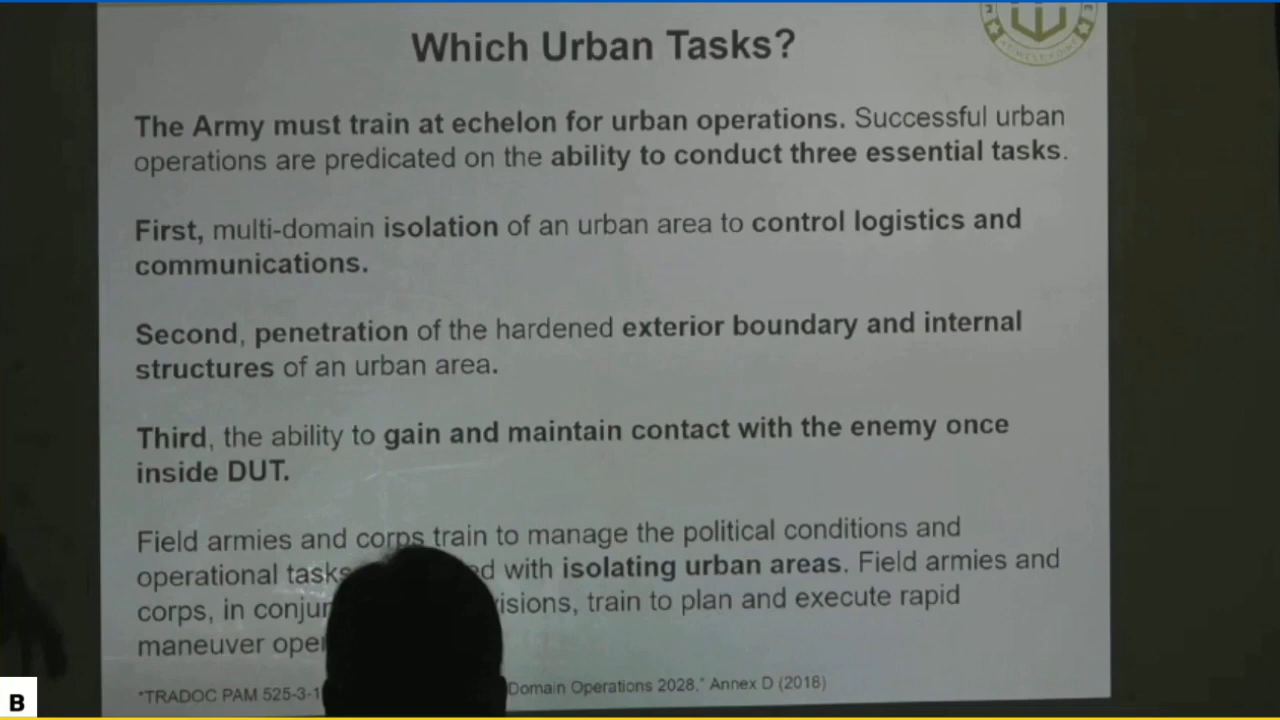 Which Urban Tasks?
AT WEST POINT
The Army must train at echelon for urban operations. Successful urban
operations are predicated on the ability to conduct three essential tasks.
First, multi-domain isolation of an urban area to control logistics and
communications.
Second, penetration of the hardened exterior boundary and internal
structures of an urban area.
Third, the ability to gain and maintain contact with the enemy once
inside DUT.
Field armies and corps train to manage the political conditions and
operational tasks with isolating urban areas. Field armies and
corps, in train to plan and execute rapid
maneuver
*TRADOC PAM 525-3-1 Domain Operations 2028," Annex D (2018)
B